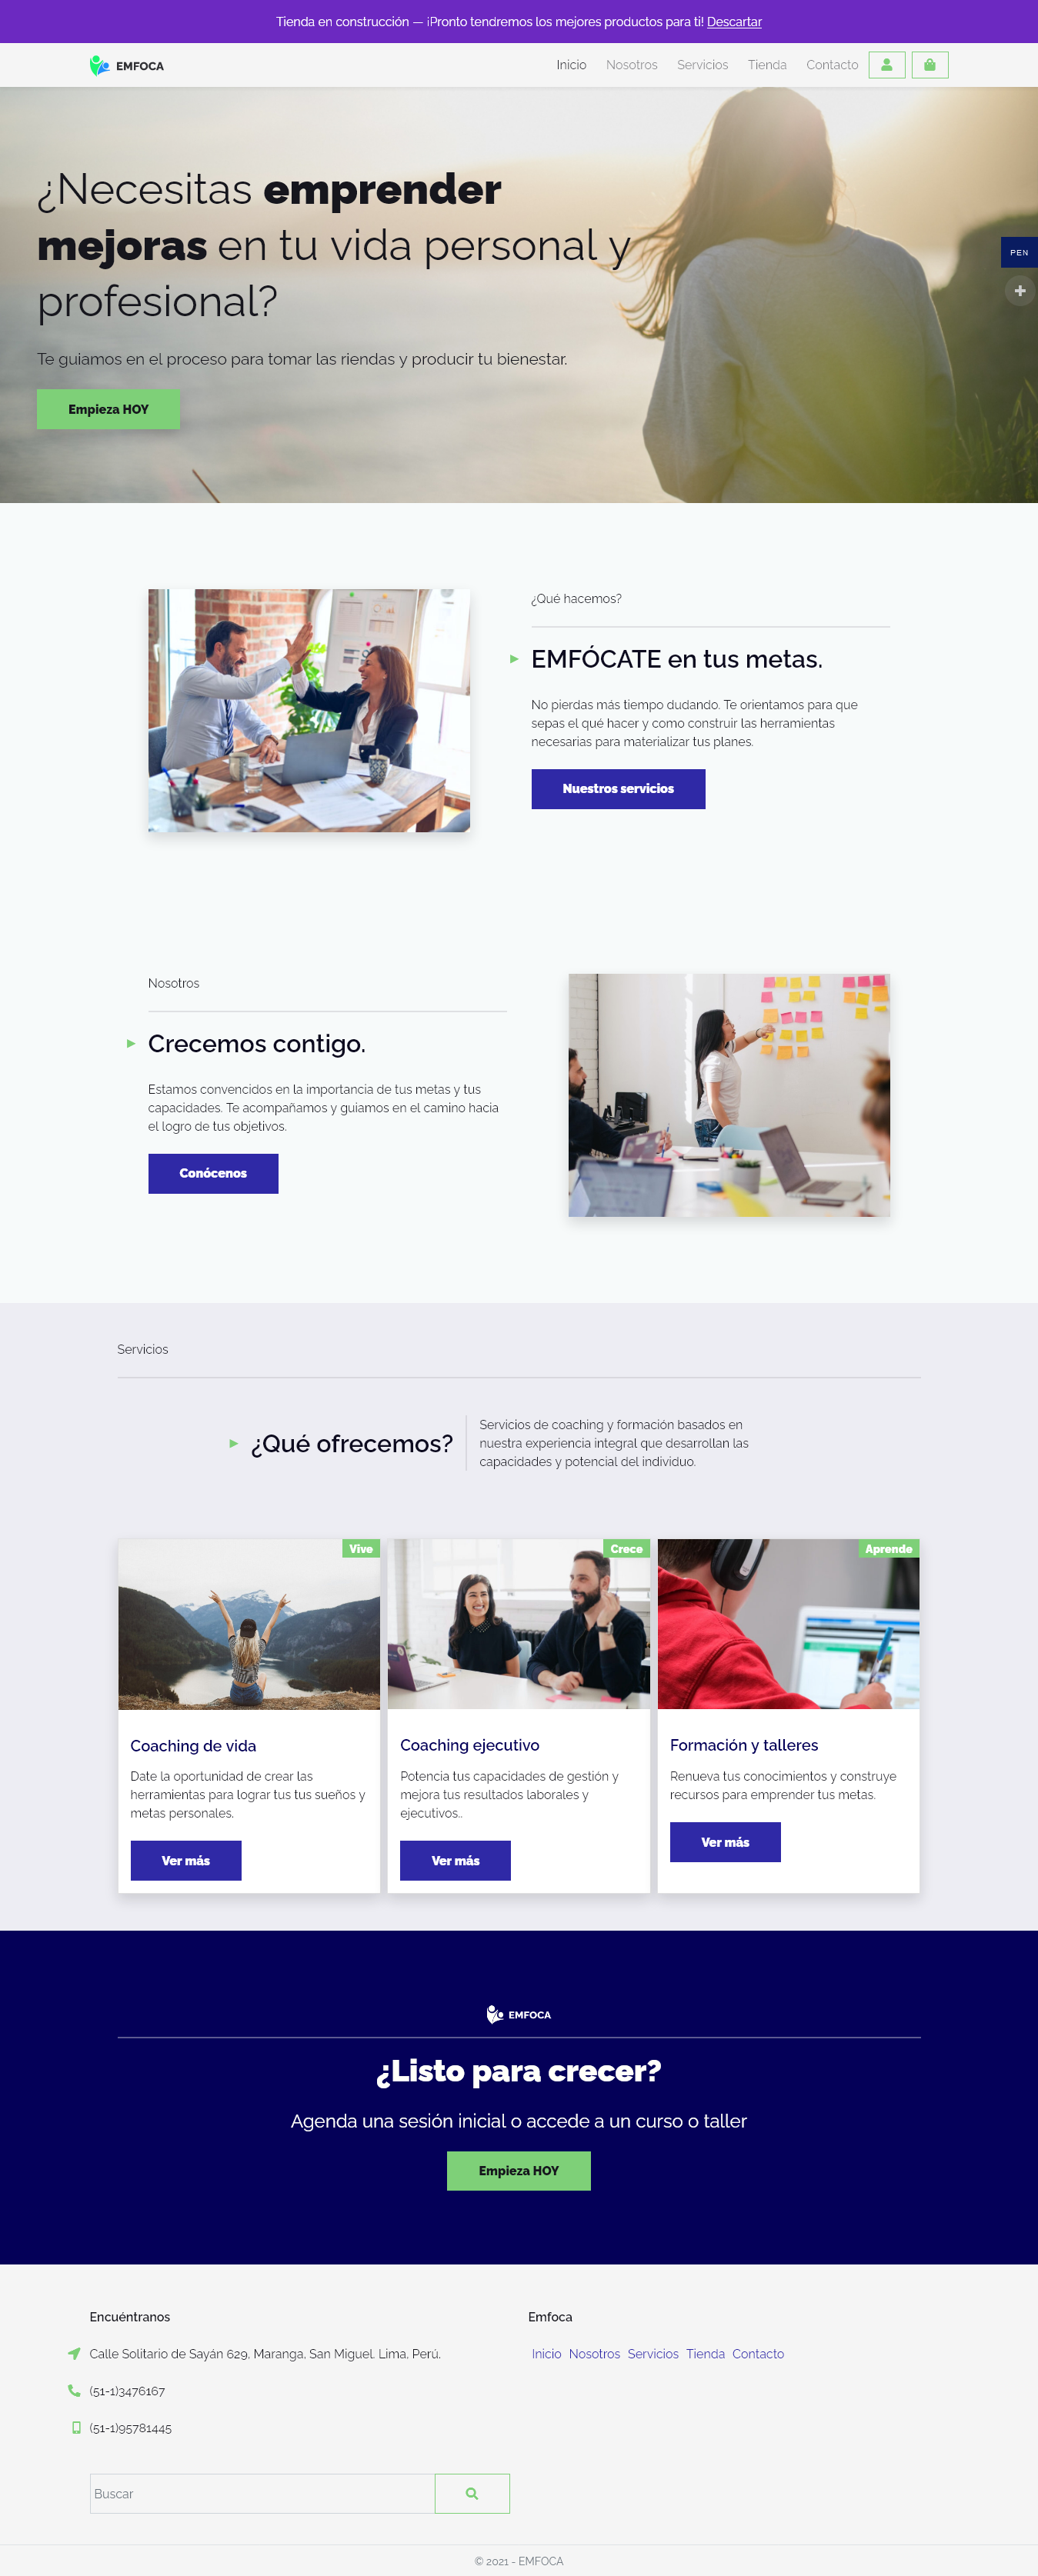 Tienda en construcción — ¡Pronto tendremos los mejores productos para ti! Descartar
EMFOCA
Inicio Nosotros Servicios Tienda Contacto
¿Necesitas emprender
mejoras en tu vida personal y
profesional?
PEN
Te guiamos en el proceso para tomar las riendas y producir tu bienestar.
Empieza HOY
¿Qué hacemos?
EMFÓCATE en tus metas.
No pierdas más tiempo dudando. Te orientamos para que
sepas el qué hacer y como construir las herramientas
necesarias para materializar tus planes.
Nuestros servicios
Nosotros
Crecemos contigo.
Estamos convencidos en la importancia de tus metas y tus
capacidades. Te acompañamos y guiamos en el camino hacia
el logro de tus objetivos.
Conócenos
Servicios
¿Qué ofrecemos?
Servicios de coaching y formación basados en
nuestra experiencia integral que desarrollan las
capacidades y potencial del individuo.
Vive
Coaching de vida
Date la oportunidad de crear las
herramientas para lograr tus tus sueños y
metas personales.
Ver más
Crece
Coaching ejecutivo
Potencia tus capacidades de gestión y
mejora tus resultados laborales y
ejecutivos..
Ver más
Aprende
Formación y talleres
Renueva tus conocimientos y construye
recursos para emprender tus metas.
Ver más
EMFOCA
¿Listo para crecer?
Agenda una sesión inicial o accede a un curso o taller
Empieza HOY
Encuéntranos
Calle Solitario de Sayán 629, Maranga, San Miguel. Lima, Perú.
(51-1)3476167
(51-1)95781445
Buscar
Emfoca
Inicio Nosotros Servicios Tienda Contacto
© 2021 - EMFOCA